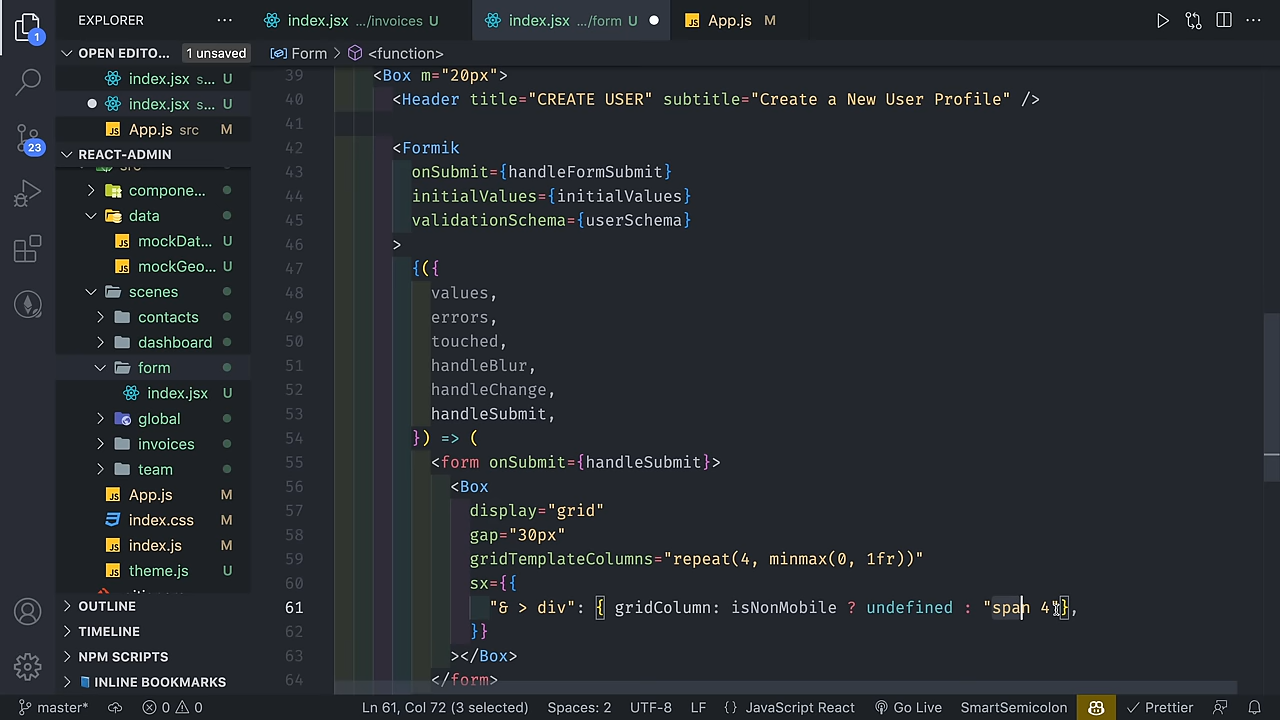 EXPLORER
index.jsx .../invoices U
index.jsx .../form U
App.js M
OPEN EDITO... 1 unsaved
index.jsx s... U
index.jsx s... U
App.js src M
REACT-ADMIN
compone...
data
mockDat... U
mockGeo... U
scenes
contacts
dashboard
form
index.jsx U
global
invoices
team
App.js M
index.css M
index.js M
theme.js U
OUTLINE
TIMELINE
NPM SCRIPTS
INLINE BOOKMARKS
Form > <function>
39 <Box m="20px">
40 <Header title="CREATE USER" subtitle="Create a New User Profile" />
41
42 <Formik
43 onSubmit={handleFormSubmit}
44 initialValues={initialValues}
45 validationSchema={userSchema}
46 >
47 {({
48 values,
49 errors,
50 touched,
51 handleBlur,
52 handleChange,
53 handleSubmit,
54 }) => (
55 <form onSubmit={handleSubmit}>
56 <Box
57 display="grid"
58 gap="30px"
59 gridTemplateColumns="repeat(4, minmax(0, 1fr))"
60 sx={{
61 "& > div": { gridColumn: isNonMobile ? undefined : "span 4"},
62 }}
63 ></Box>
64 </form>
1
23
master* 0 0 Ln 61, Col 72 (3 selected) Spaces: 2 UTF-8 LF {} JavaScript React Go Live SmartSemicolon Prettier